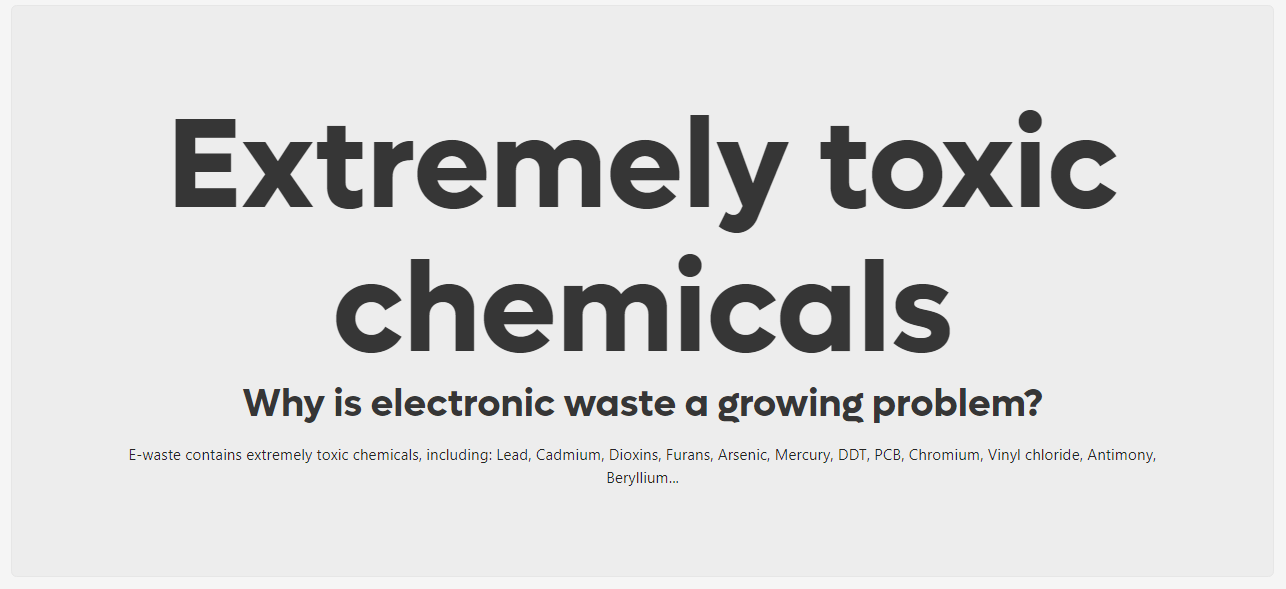 Extremely toxic
chemicals
Why is electronic waste a growing problem?
E-waste contains extremely toxic chemicals, including: Lead, Cadmium, Dioxins, Furans, Arsenic, Mercury, DDT, PCB, Chromium, Vinyl chloride, Antimony,
Beryllium...